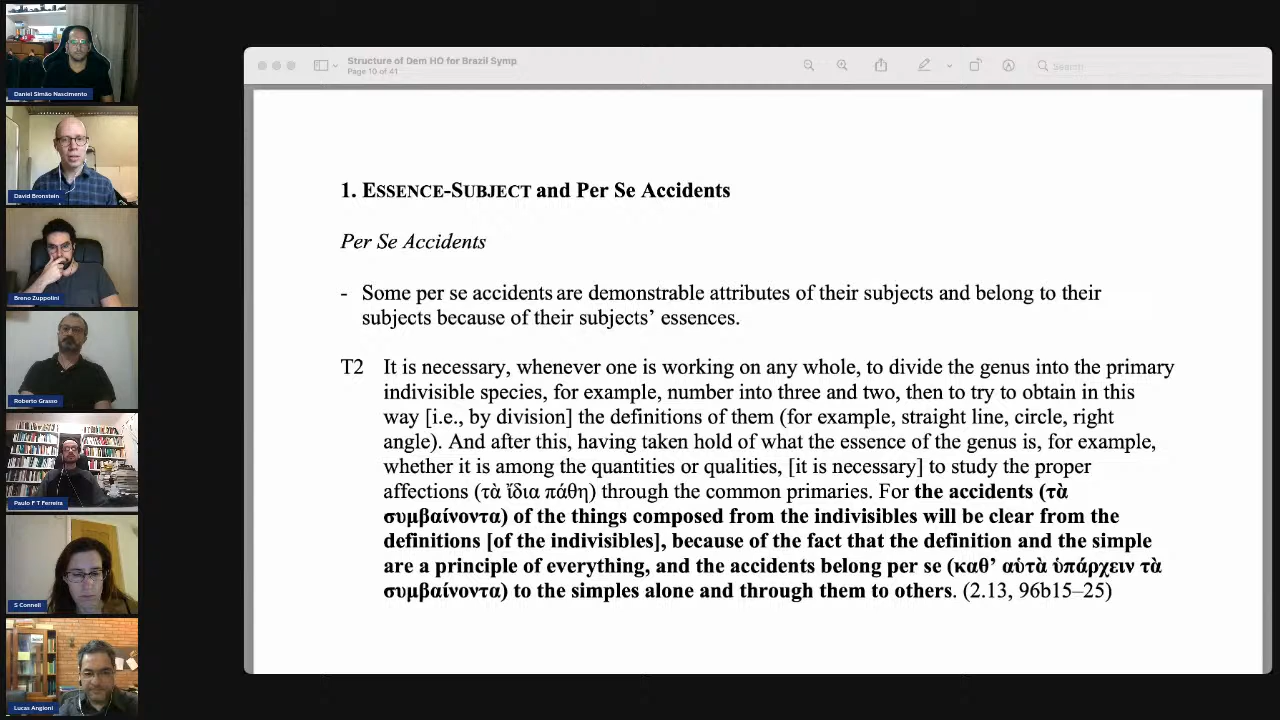 Daniel Simão Nascimento
David Bronstein
Breno Zuppolini
Roberto Grasso
Paulo F T Ferreira
S Connell
Lucas Angioni
Structure of Dem HO for Brazil Symp
Page 10 of 41
Search
1. ESSENCE-SUBJECT and Per Se Accidents
Per Se Accidents
- Some per se accidents are demonstrable attributes of their subjects and belong to their
subjects because of their subjects’ essences.
T2 It is necessary, whenever one is working on any whole, to divide the genus into the primary
indivisible species, for example, number into three and two, then to try to obtain in this
way [i.e., by division] the definitions of them (for example, straight line, circle, right
angle). And after this, having taken hold of what the essence of the genus is, for example,
whether it is among the quantities or qualities, [it is necessary] to study the proper
affections (τὰ ἴδια πάθη) through the common primaries. For the accidents (τὰ
συμβαίνοντα) of the things composed from the indivisibles will be clear from the
definitions [of the indivisibles], because of the fact that the definition and the simple
are a principle of everything, and the accidents belong per se (καθ’ αὑτὰ ὑπάρχειν τὰ
συμβαίνοντα) to the simples alone and through them to others. (2.13, 96b15–25)